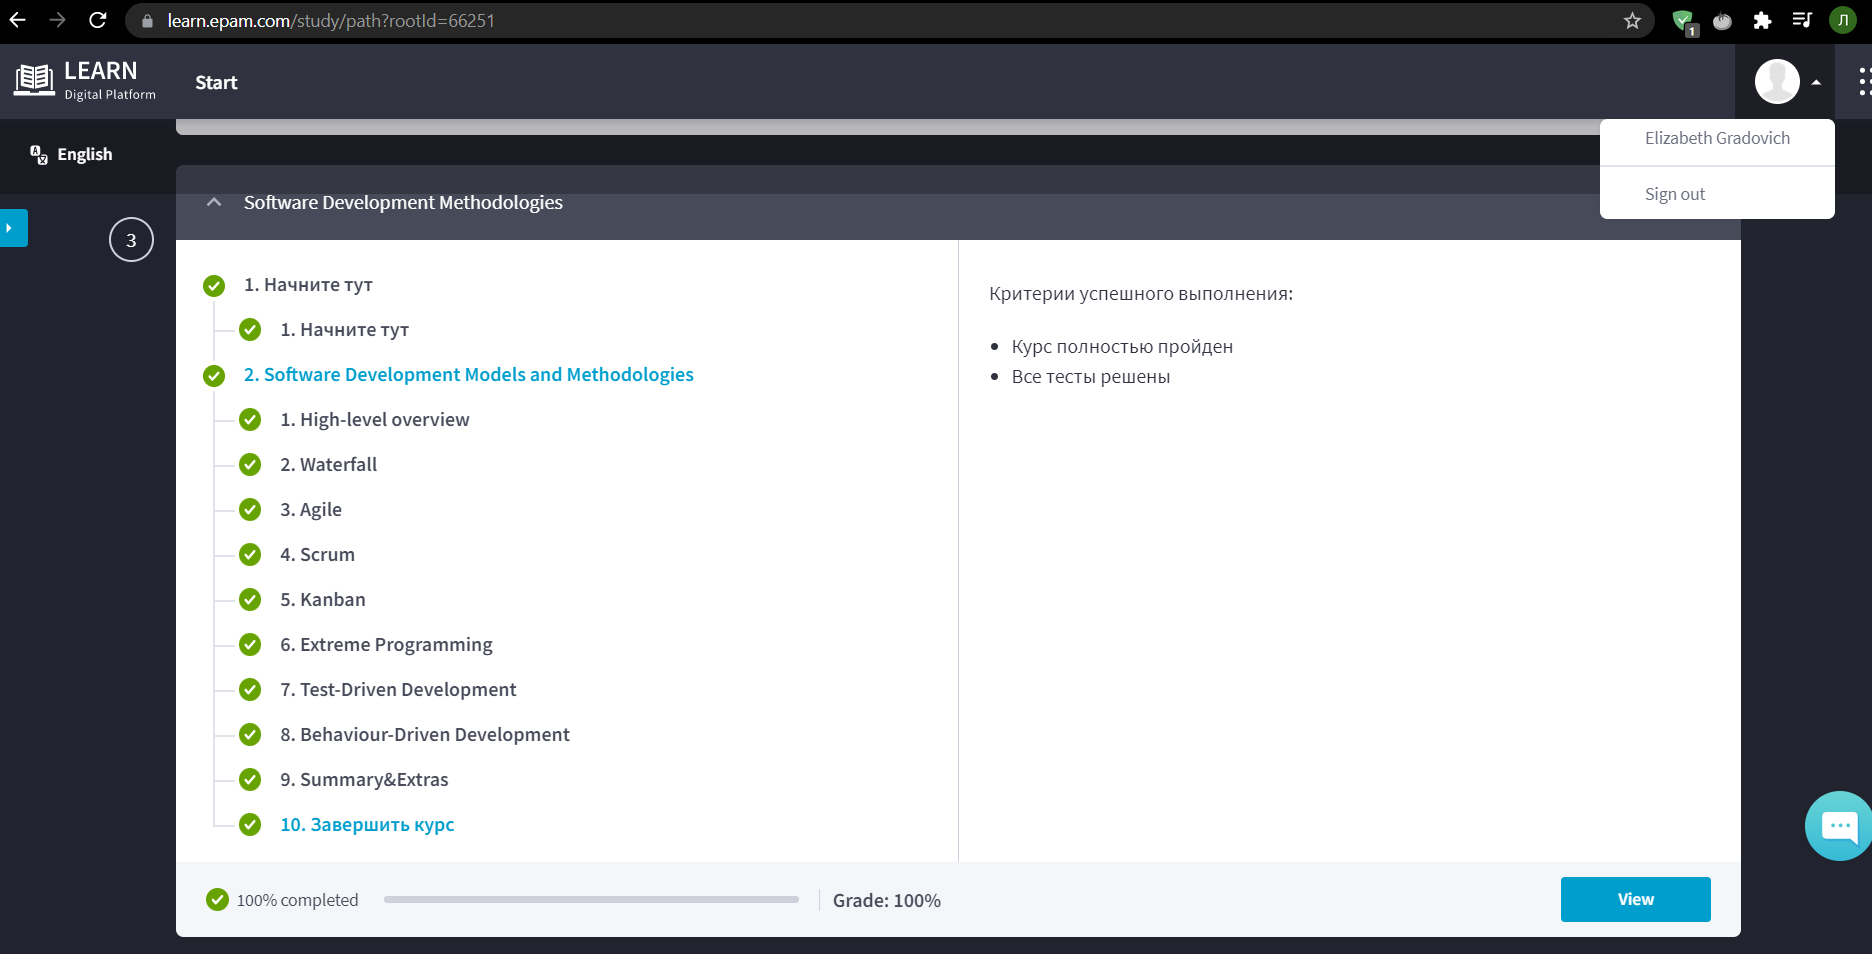 learn.epam.com/study/path?rootId=66251
1
Л
LEARN
Digital Platform
Start
Elizabeth Gradovich
Sign out
English
3
Software Development Methodologies
1. Начните тут
1. Начните тут
2. Software Development Models and Methodologies
1. High-level overview
2. Waterfall
3. Agile
4. Scrum
5. Kanban
6. Extreme Programming
7. Test-Driven Development
8. Behaviour-Driven Development
9. Summary&Extras
10. Завершить курс
Критерии успешного выполнения:
Курс полностью пройден
Все тесты решены
100% completed
Grade: 100%
View